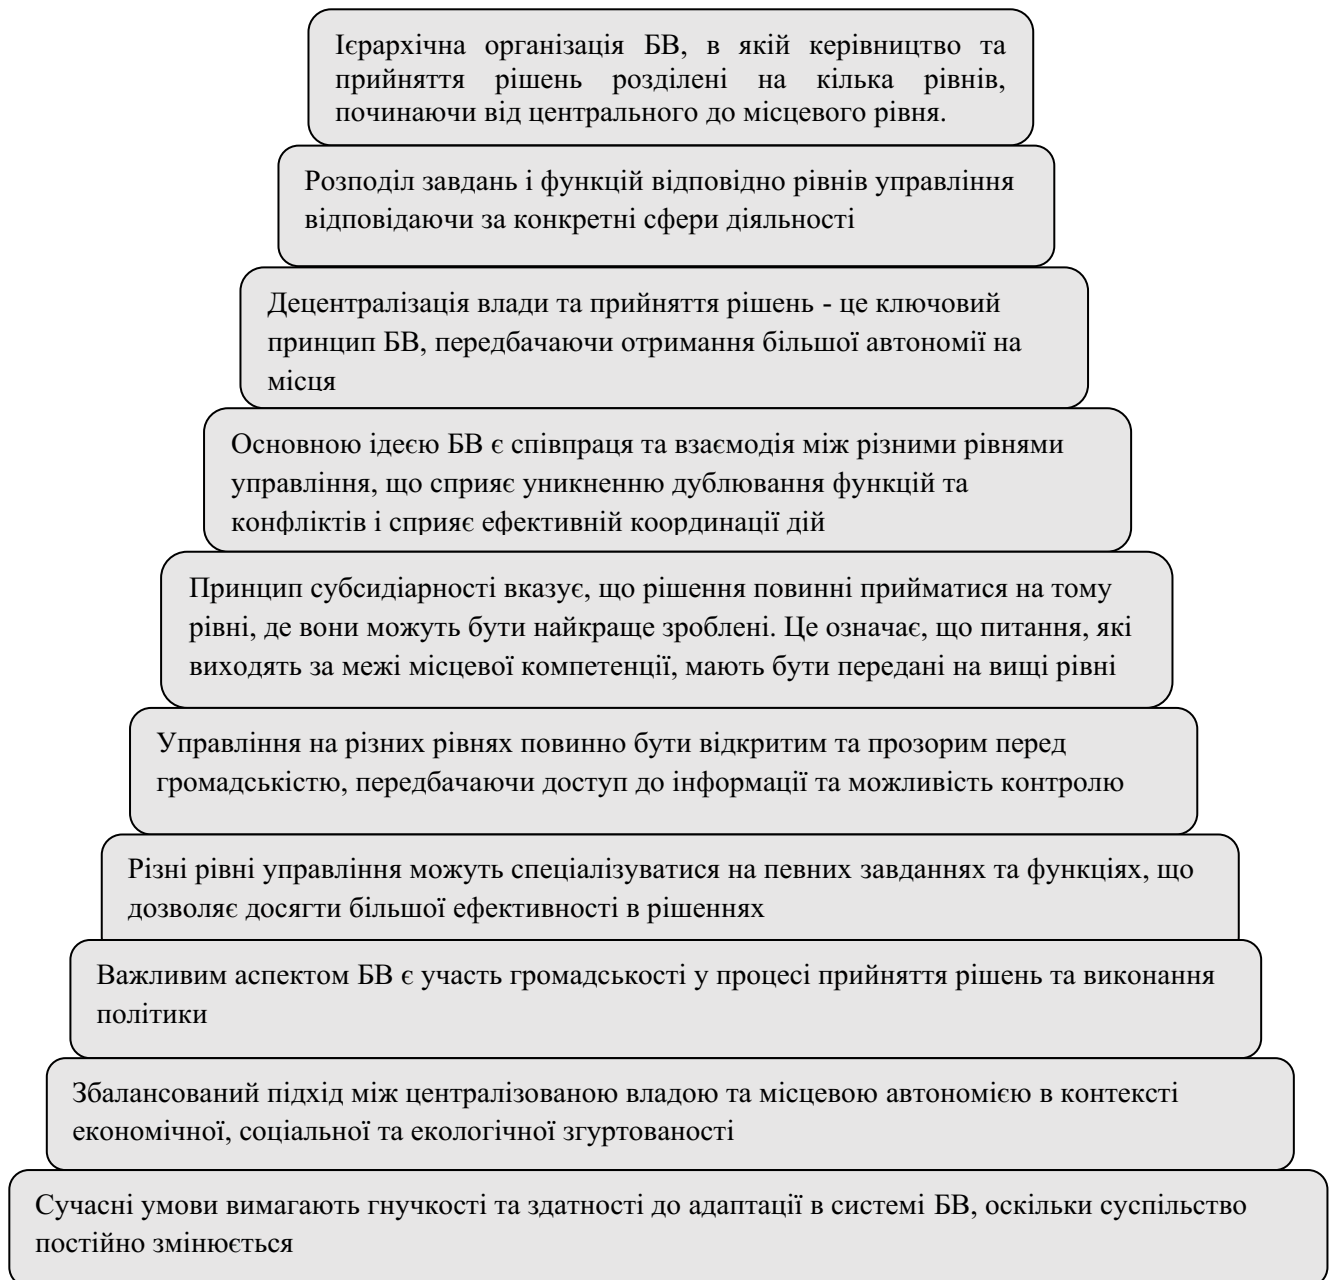 Ієрархічна організація БВ, в якій керівництво та
прийняття рішень розділені на кілька рівнів,
починаючи від центрального до місцевого рівня.
Розподіл завдань і функцій відповідно рівнів управління
відповідаючи за конкретні сфери діяльності
Децентралізація влади та прийняття рішень - це ключовий
принцип БВ, передбачаючи отримання більшої автономії на
місця
Основною ідеєю БВ є співпраця та взаємодія між різними рівнями
управління, що сприяє уникненню дублювання функцій та
конфліктів і сприяє ефективній координації дій
Принцип субсидіарності вказує, що рішення повинні прийматися на тому
рівні, де вони можуть бути найкраще зроблені. Це означає, що питання, які
виходять за межі місцевої компетенції, мають бути передані на вищі рівні
Управління на різних рівнях повинно бути відкритим та прозорим перед
громадськістю, передбачаючи доступ до інформації та можливість контролю
Різні рівні управління можуть спеціалізуватися на певних завданнях та функціях, що
дозволяє досягти більшої ефективності в рішеннях
Важливим аспектом БВ є участь громадськості у процесі прийняття рішень та виконання
політики
Збалансований підхід між централізованою владою та місцевою автономією в контексті
економічної, соціальної та екологічної згуртованості
Сучасні умови вимагають гнучкості та здатності до адаптації в системі БВ, оскільки суспільство
постійно змінюється